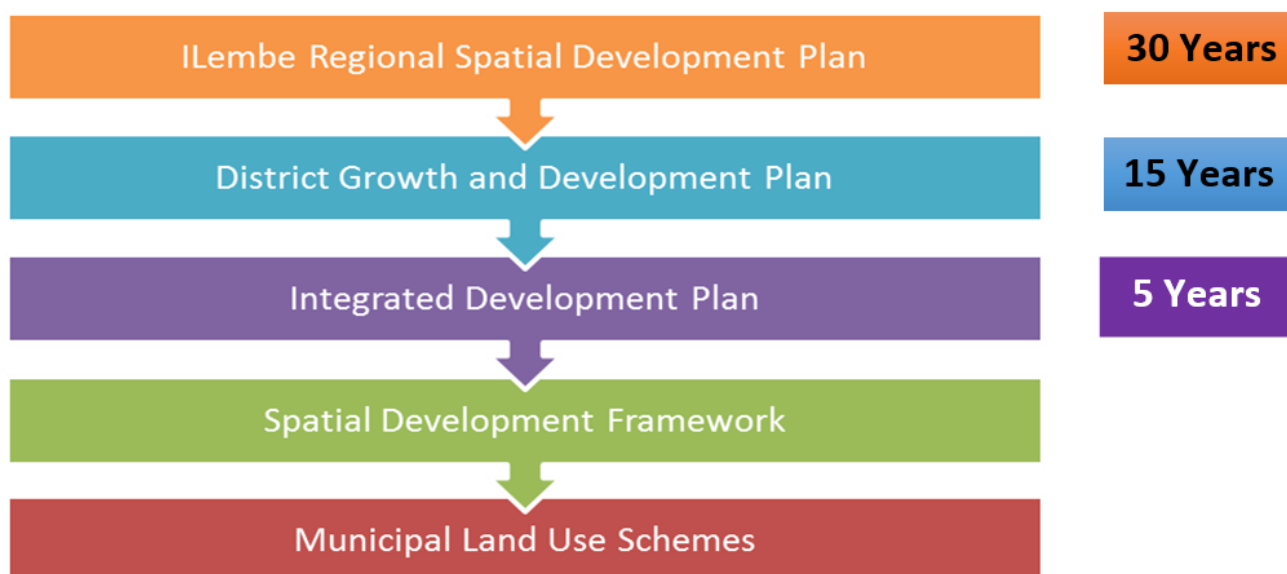 ILembe Regional Spatial Development Plan
30 Years
District Growth and Development Plan
15 Years
Integrated Development Plan
5 Years
Spatial Development Framework
Municipal Land Use Schemes